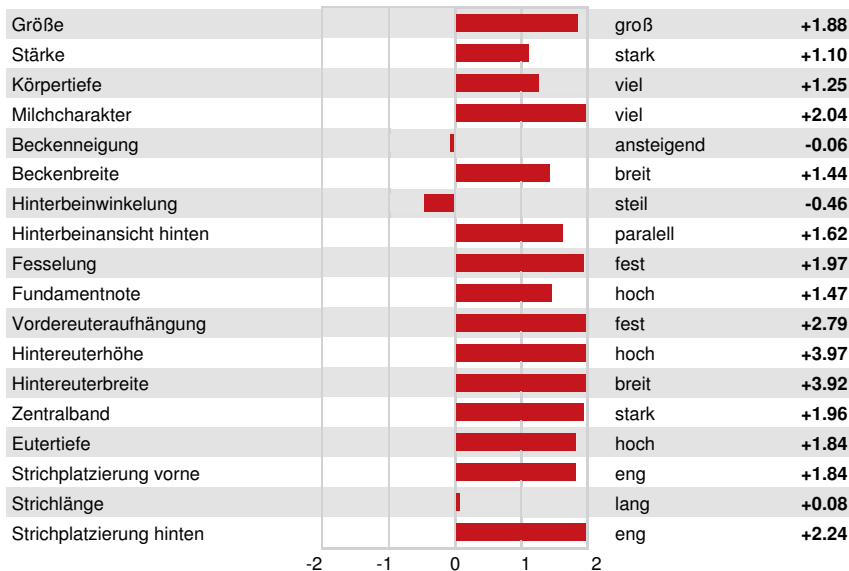 Größe groß +1.88
Stärke stark +1.10
Körpertiefe viel +1.25
Milchcharakter viel +2.04
Beckenneigung ansteigend -0.06
Beckenbreite breit +1.44
Hinterbeinwinkelung steil -0.46
Hinterbeinansicht hinten paralell +1.62
Fesselung fest +1.97
Fundamentnote hoch +1.47
Vordereuteraufhängung fest +2.79
Hintereuterhöhe hoch +3.97
Hintereuterbreite breit +3.92
Zentralband stark +1.96
Eutertiefe hoch +1.84
Strichplatzierung vorne eng +1.84
Strichlänge lang +0.08
Strichplatzierung hinten eng +2.24
-2 -1 0 1 2